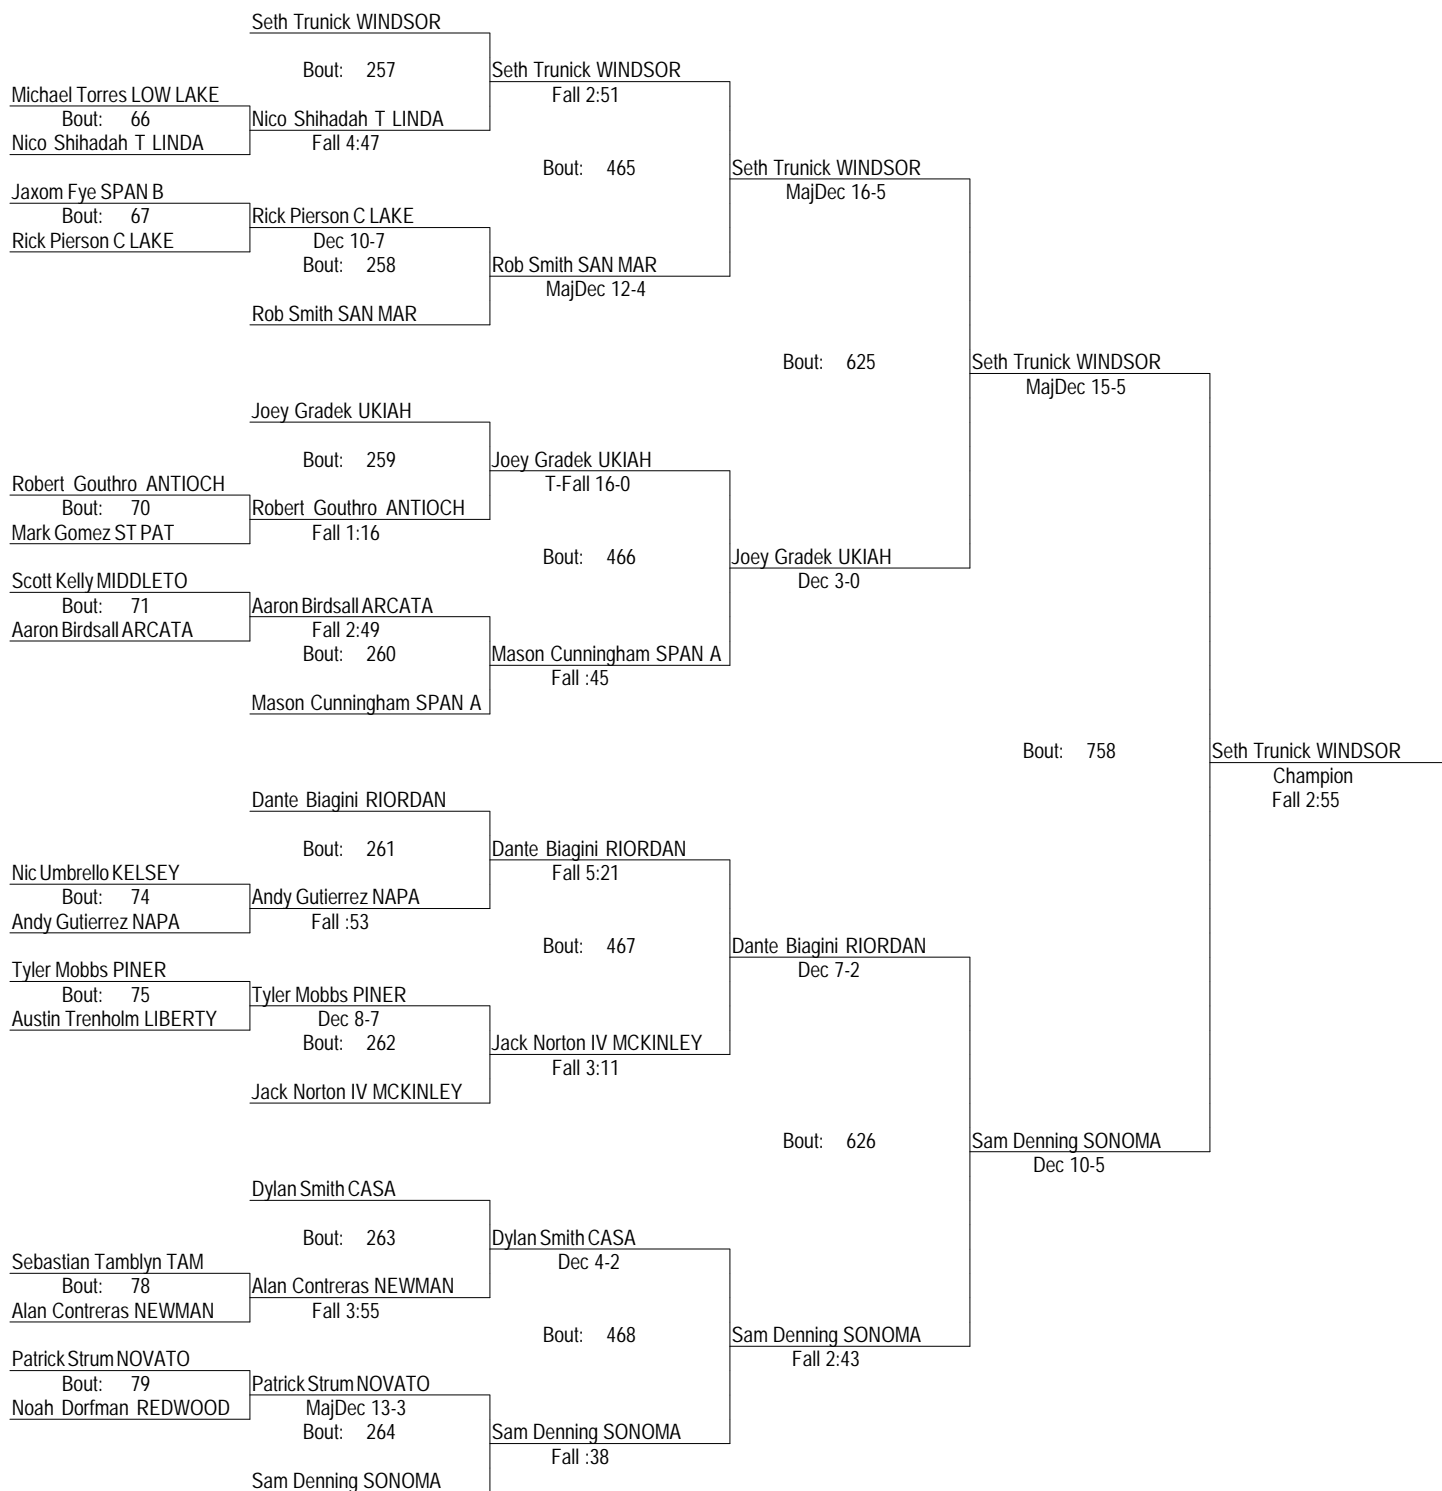 Seth Trunick WINDSOR
Bout: 257
Seth Trunick WINDSOR
Fall 2:51
Michael Torres LOW LAKE
Bout: 66
Nico Shihadah T LINDA
Nico Shihadah T LINDA
Fall 4:47
Bout: 465
Seth Trunick WINDSOR
MajDec 16-5
Jaxom Fye SPAN B
Bout: 67
Rick Pierson C LAKE
Rick Pierson C LAKE
Dec 10-7
Bout: 258
Rob Smith SAN MAR
MajDec 12-4
Rob Smith SAN MAR
Bout: 625
Seth Trunick WINDSOR
MajDec 15-5
Joey Gradek UKIAH
Bout: 259
Joey Gradek UKIAH
T-Fall 16-0
Robert Gouthro ANTIOCH
Bout: 70
Mark Gomez ST PAT
Robert Gouthro ANTIOCH
Fall 1:16
Bout: 466
Joey Gradek UKIAH
Dec 3-0
Scott Kelly MIDDLETO
Bout: 71
Aaron Birdsall ARCATA
Aaron Birdsall ARCATA
Fall 2:49
Bout: 260
Mason Cunningham SPAN A
Fall :45
Mason Cunningham SPAN A
Bout: 758
Seth Trunick WINDSOR
Champion
Fall 2:55
Dante Biagini RIORDAN
Bout: 261
Dante Biagini RIORDAN
Fall 5:21
Nic Umbrello KELSEY
Bout: 74
Andy Gutierrez NAPA
Andy Gutierrez NAPA
Fall :53
Bout: 467
Dante Biagini RIORDAN
Dec 7-2
Tyler Mobbs PINER
Bout: 75
Austin Trenholm LIBERTY
Tyler Mobbs PINER
Dec 8-7
Bout: 262
Jack Norton IV MCKINLEY
Fall 3:11
Jack Norton IV MCKINLEY
Bout: 626
Sam Denning SONOMA
Dec 10-5
Dylan Smith CASA
Bout: 263
Dylan Smith CASA
Dec 4-2
Sebastian Tamblyn TAM
Bout: 78
Alan Contreras NEWMAN
Alan Contreras NEWMAN
Fall 3:55
Bout: 468
Sam Denning SONOMA
Fall 2:43
Patrick Strum NOVATO
Bout: 79
Noah Dorfman REDWOOD
Patrick Strum NOVATO
MajDec 13-3
Bout: 264
Sam Denning SONOMA
Fall :38
Sam Denning SONOMA